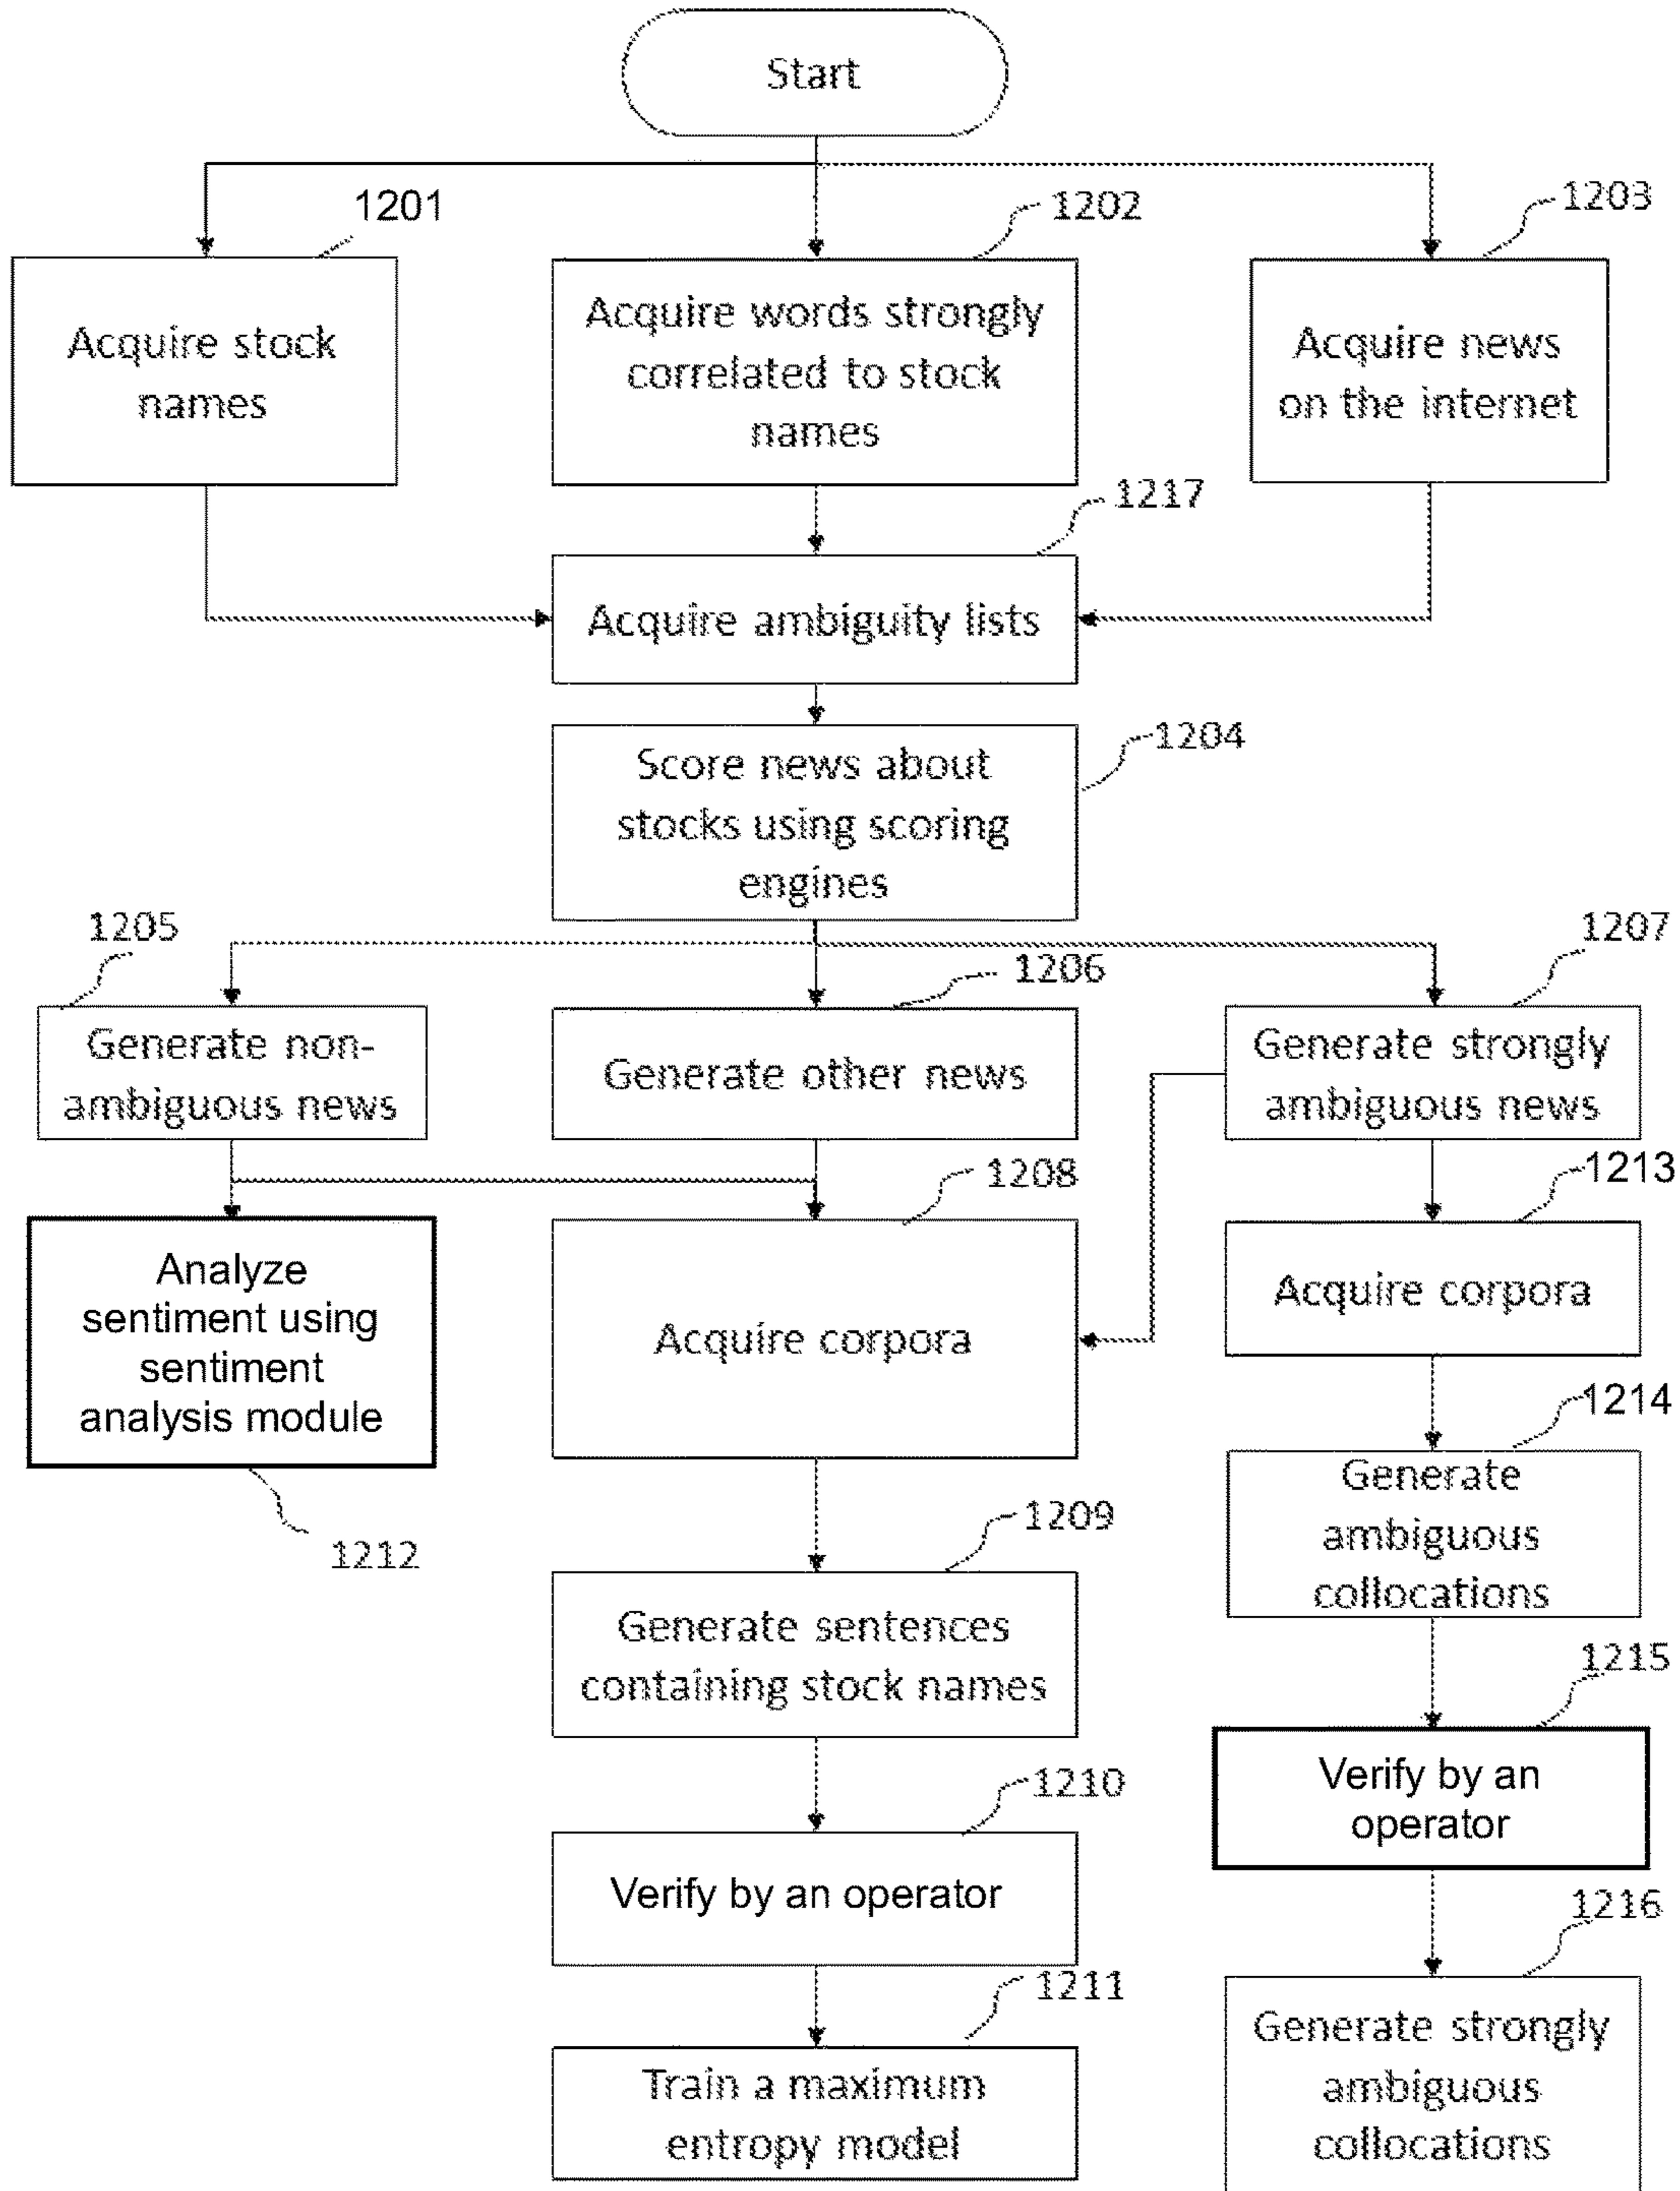 Start
1201
1202
1203
Acquire stock
names
Acquire words strongly
correlated to stock
names
Acquire news
on the internet
1217
Acquire ambiguity lists
1204
Score news about
stocks using scoring
engines
1205
1206
1207
Generate non-
ambiguous news
Generate other news
Generate strongly
ambiguous news
1208
1213
Analyze
sentiment using
sentiment
analysis module
Acquire corpora
Acquire corpora
1212
1214
Generate
ambiguous
collocations
1209
Generate sentences
containing stock names
1215
Verify by an
operator
1210
Verify by an operator
1216
Generate strongly
ambiguous
collocations
1211
Train a maximum
entropy model